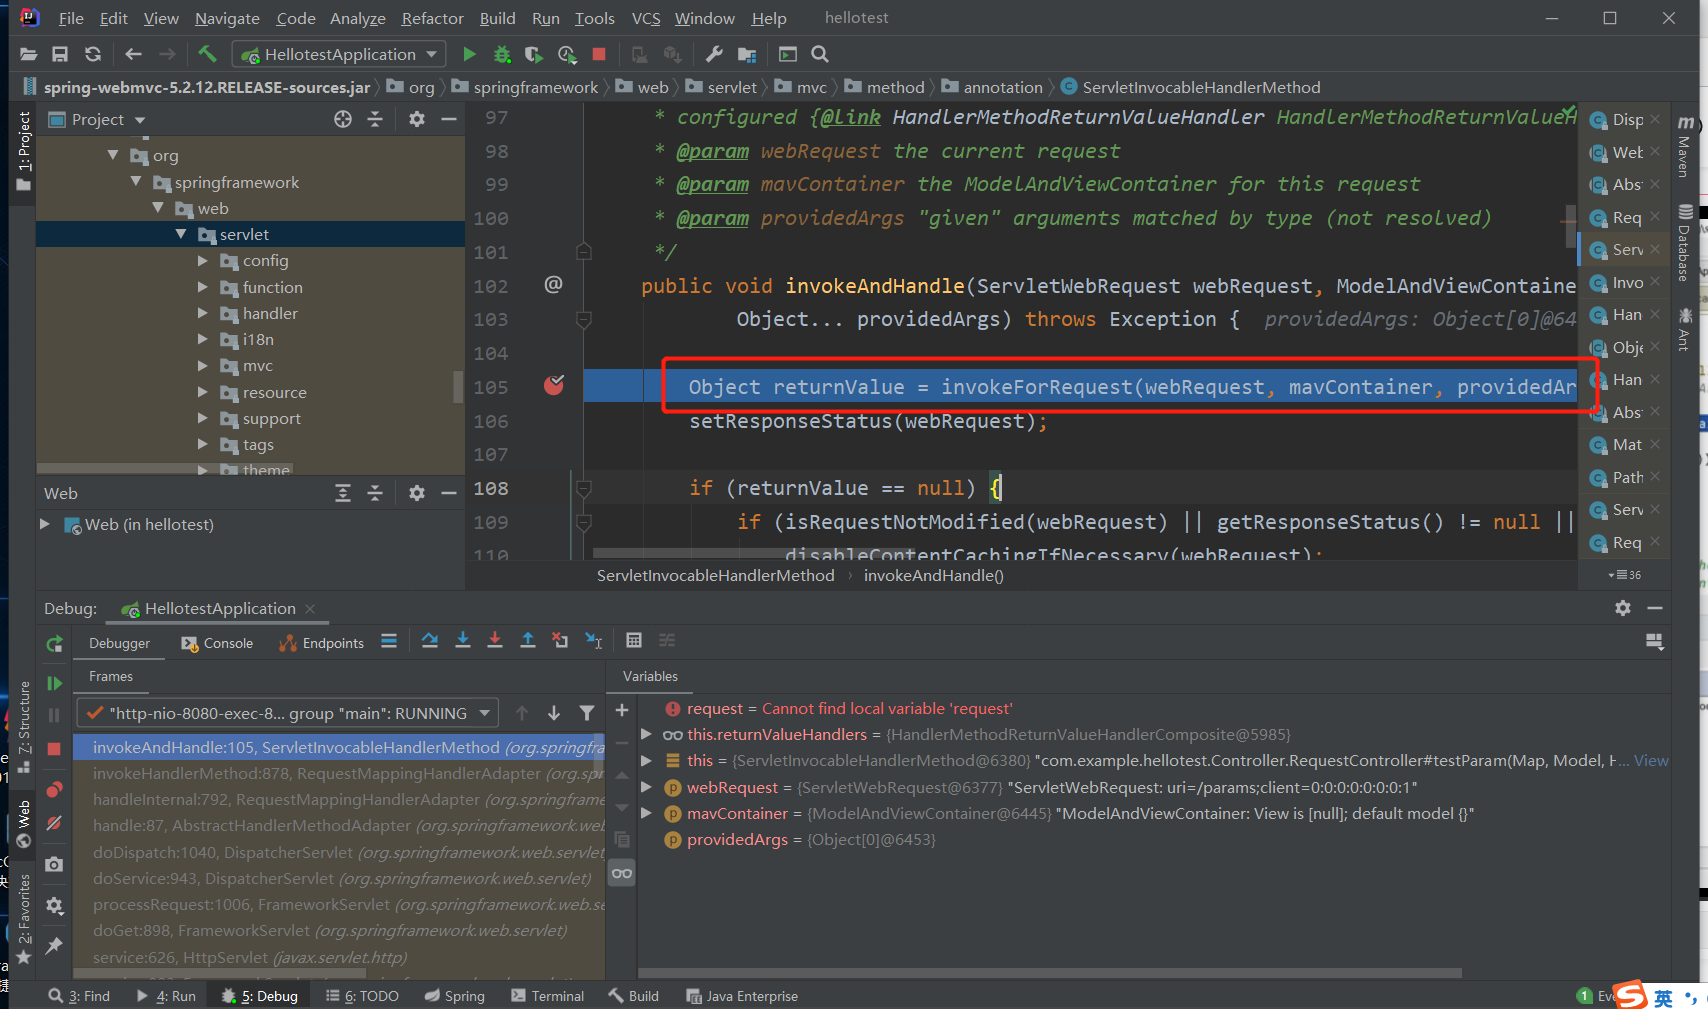 File Edit View Navigate Code Analyze Refactor Build Run Tools VCS Window Help hellotest
HellotestApplication
spring-webmvc-5.2.12.RELEASE-sources.jar org springframework web servlet mvc method annotation ServletInvocableHandlerMethod
1: Project
Project
org
springframework
web
servlet
config
function
handler
i18n
mvc
resource
support
tags
theme
Web
Web (in hellotest)
97 * configured {@link HandlerMethodReturnValueHandler HandlerMethodReturnValueH
98 * @param webRequest the current request
99 * @param mavContainer the ModelAndViewContainer for this request
100 * @param providedArgs "given" arguments matched by type (not resolved)
101 */
102 @ public void invokeAndHandle(ServletWebRequest webRequest, ModelAndViewContaine
103 Object... providedArgs) throws Exception { providedArgs: Object[0]@64
104
105 Object returnValue = invokeForRequest(webRequest, mavContainer, providedAr
106 setResponseStatus(webRequest);
107
108 if (returnValue == null) {
109 if (isRequestNotModified(webRequest) || getResponseStatus() != null ||
110 disableContentCachingIfNecessary(webRequest);
ServletInvocableHandlerMethod › invokeAndHandle()
Disp
Web
Abs
Req
Serv
Invo
Han
Obje
Han
Abs
Mat
Path
Serv
Req
36
Maven
Database
Ant
Debug: HellotestApplication
Debugger Console Endpoints
Frames
"http-nio-8080-exec-8... group "main": RUNNING
invokeAndHandle:105, ServletInvocableHandlerMethod (org.springfra
invokeHandlerMethod:878, RequestMappingHandlerAdapter (org.spr
handleInternal:792, RequestMappingHandlerAdapter (org.springframe
handle:87, AbstractHandlerMethodAdapter (org.springframework.web
doDispatch:1040, DispatcherServlet (org.springframework.web.servlet
doService:943, DispatcherServlet (org.springframework.web.servlet)
processRequest:1006, FrameworkServlet (org.springframework.web.se
doGet:898, FrameworkServlet (org.springframework.web.servlet)
service:626, HttpServlet (javax.servlet.http)
Variables
request = Cannot find local variable 'request'
this.returnValueHandlers = {HandlerMethodReturnValueHandlerComposite@5985}
this = {ServletInvocableHandlerMethod@6380} "com.example.hellotest.Controller.RequestController#testParam(Map, Model, H... View
webRequest = {ServletWebRequest@6377} "ServletWebRequest: uri=/params;client=0:0:0:0:0:0:0:1"
mavContainer = {ModelAndViewContainer@6445} "ModelAndViewContainer: View is [null]; default model {}"
providedArgs = {Object[0]@6453}
Z: Structure
Web
2: Favorites
3: Find 4: Run 5: Debug 6: TODO Spring Terminal Build Java Enterprise
1 Eve
英